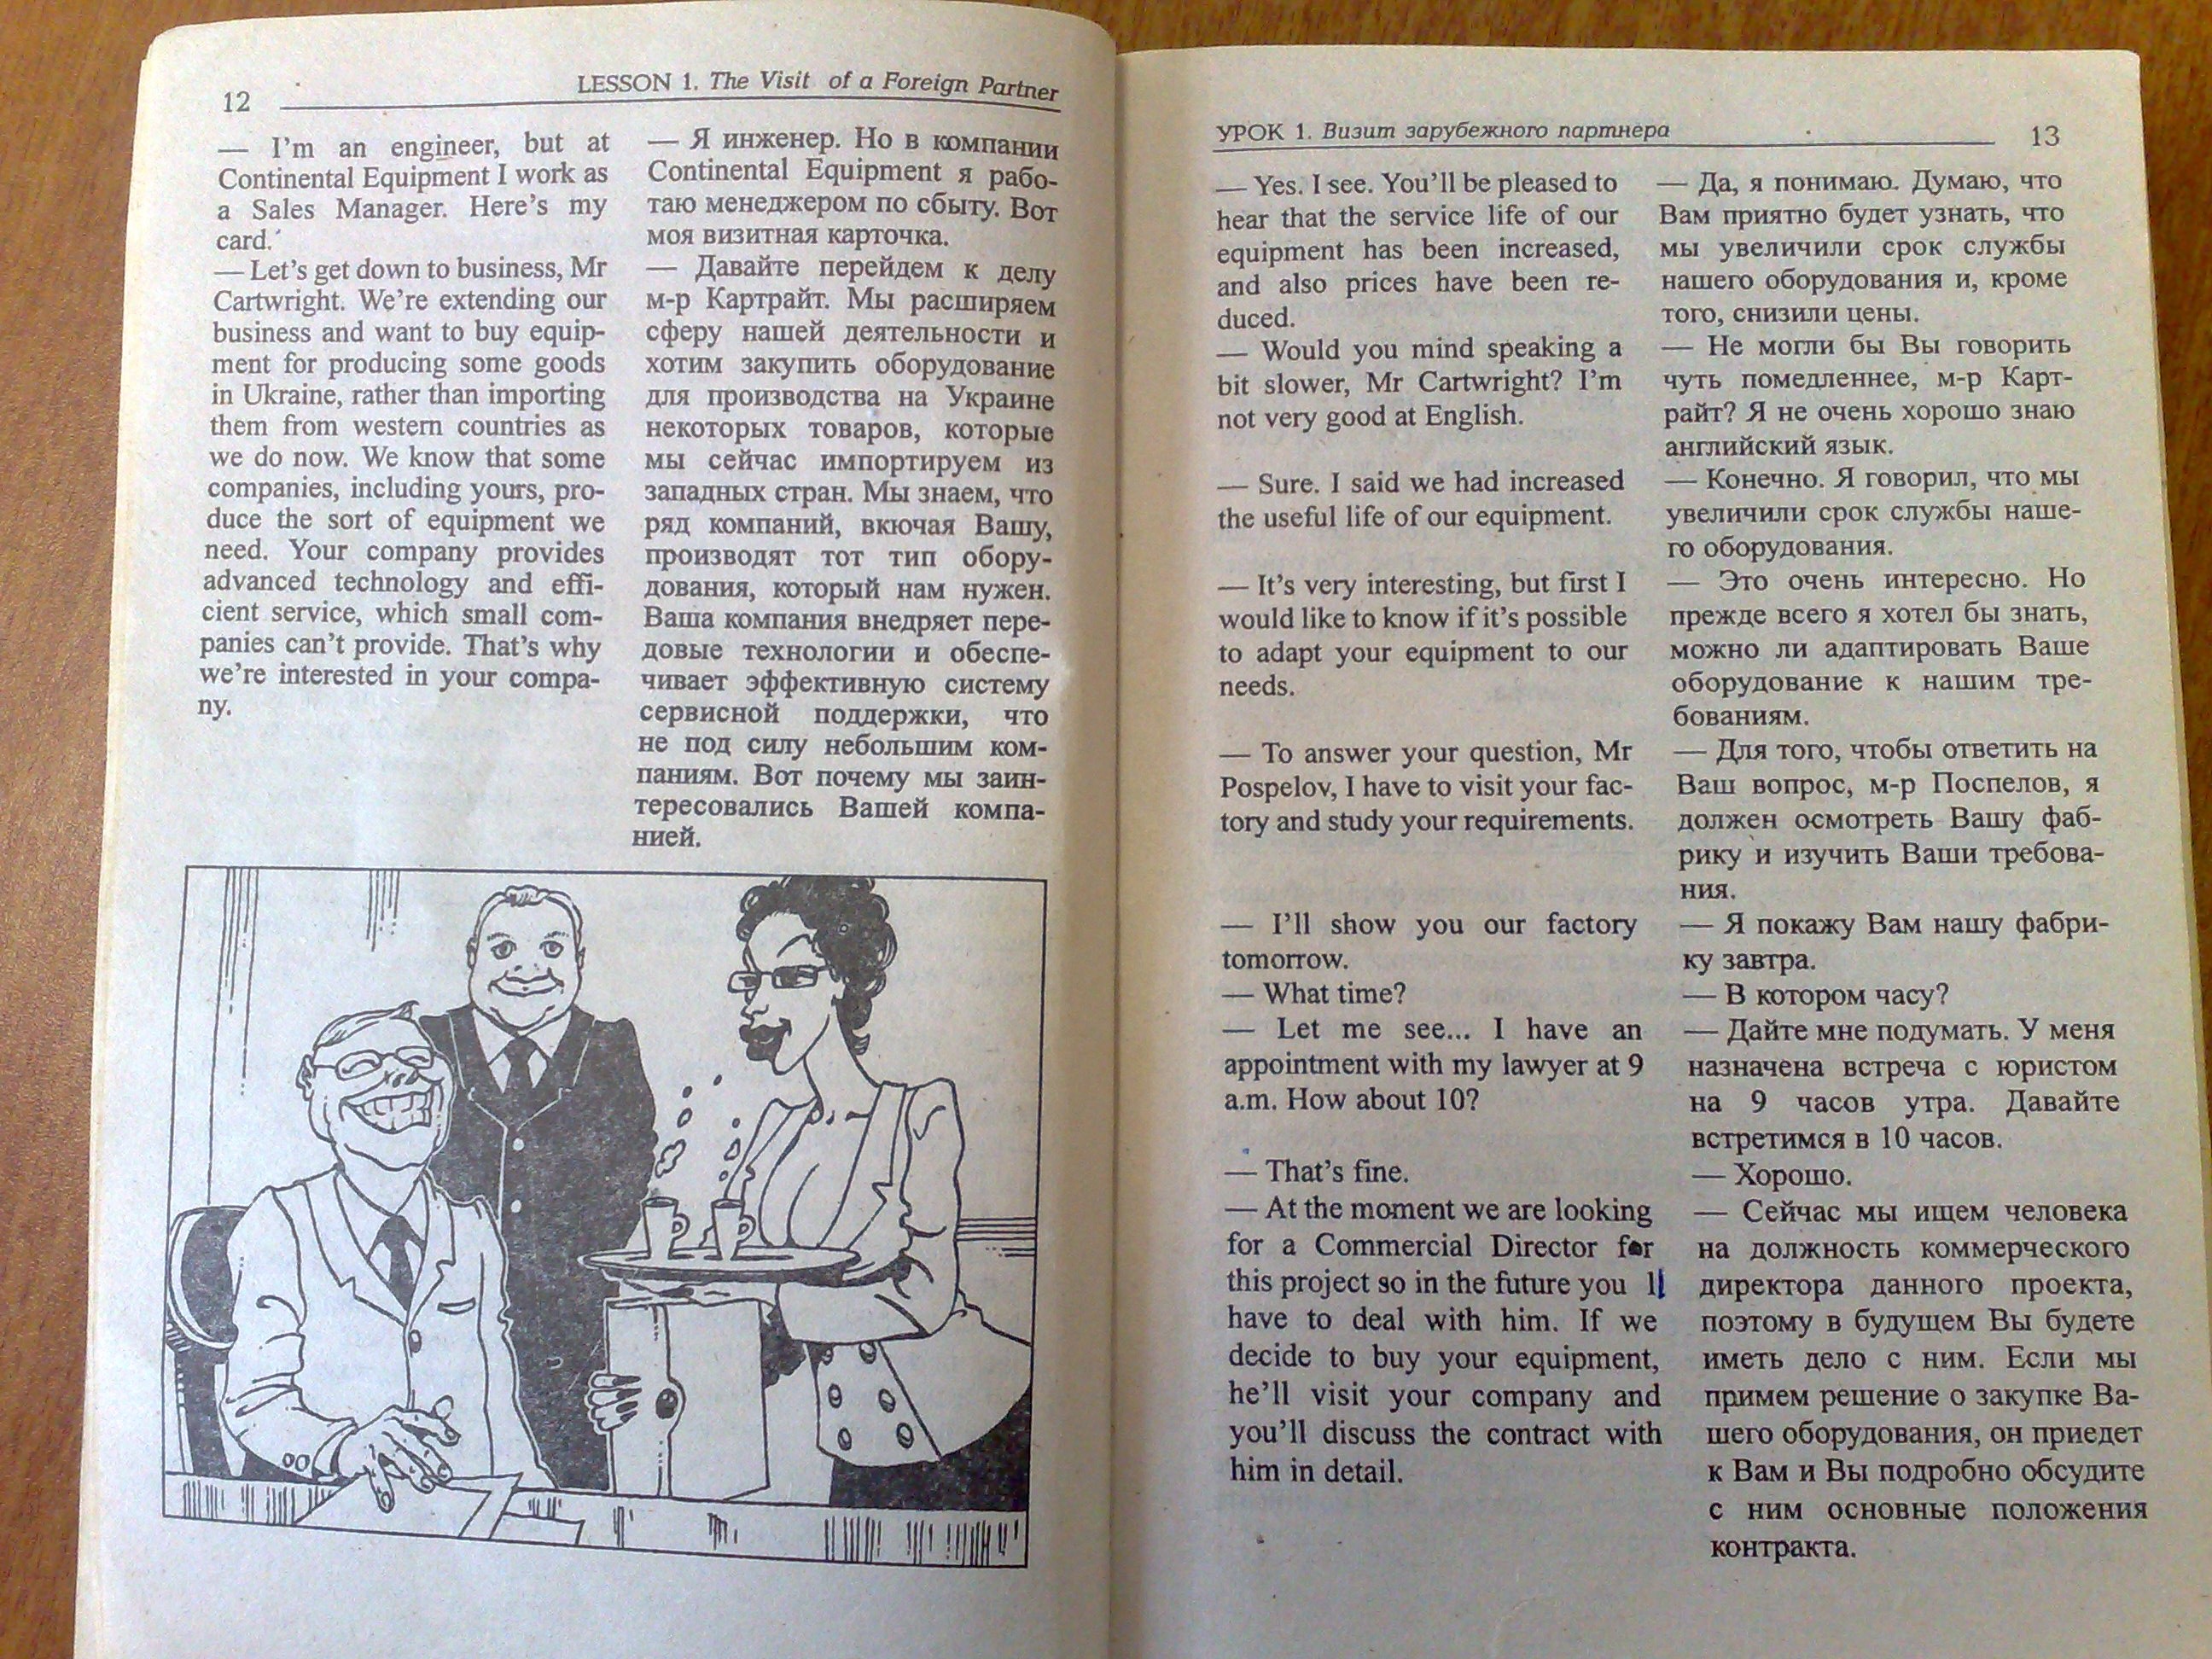 12
LESSON 1. The Visit of a Foreign Partner
— I'm an engineer, but at
Continental Equipment I work as
a Sales Manager. Here's my
card.
— Let's get down to business, Mr
Cartwright. We're extending our
business and want to buy equip-
ment for producing some goods
in Ukraine, rather than importing
them from western countries as
we do now. We know that some
companies, including yours, pro-
duce the sort of equipment we
need. Your company provides
advanced technology and effi-
cient service, which small com-
panies can't provide. That's why
we're interested in your compa-
ny.
— Я инженер. Но в компании
Continental Equipment я рабо-
таю менеджером по сбыту. Вот
моя визитная карточка.
— Давайте перейдем к делу
м-р Картрайт. Мы расширяем
сферу нашей деятельности и
хотим закупить оборудование
для производства на Украине
некоторых товаров, которые
мы сейчас импортируем из
западных стран. Мы знаем, что
ряд компаний, вкючая Вашу,
производят тот тип обору-
дования, который нам нужен.
Ваша компания внедряет пере-
довые технологии и обеспе-
чивает эффективную систему
сервисной поддержки, что
не под силу небольшим ком-
паниям. Вот почему мы заин-
тересовались Вашей компа-
нией.
УРОК 1. Визит зарубежного партнера
13
— Yes. I see. You'll be pleased to
hear that the service life of our
equipment has been increased,
and also prices have been re-
duced.
— Would you mind speaking a
bit slower, Mr Cartwright? I'm
not very good at English.
— Sure. I said we had increased
the useful life of our equipment.
— It's very interesting, but first I
would like to know if it's possible
to adapt your equipment to our
needs.
— To answer your question, Mr
Pospelov, I have to visit your fac-
tory and study your requirements.
— I'll show you our factory
tomorrow.
— What time?
— Let me see... I have an
appointment with my lawyer at 9
a.m. How about 10?
— That's fine.
— At the moment we are looking
for a Commercial Director for
this project so in the future you ll
have to deal with him. If we
decide to buy your equipment,
he'll visit your company and
you'll discuss the contract with
him in detail.
— Да, я понимаю. Думаю, что
Вам приятно будет узнать, что
мы увеличили срок службы
нашего оборудования и, кроме
того, снизили цены.
— Не могли бы Вы говорить
чуть помедленнее, м-р Карт-
райт? Я не очень хорошо знаю
английский язык.
— Конечно. Я говорил, что мы
увеличили срок службы наше-
го оборудования.
— Это очень интересно. Но
прежде всего я хотел бы знать,
можно ли адаптировать Ваше
оборудование к нашим тре-
бованиям.
— Для того, чтобы ответить на
Ваш вопрос, м-р Поспелов, я
должен осмотреть Вашу фаб-
рику и изучить Ваши требова-
ния.
— Я покажу Вам нашу фабри-
ку завтра.
— В котором часу?
— Дайте мне подумать. У меня
назначена встреча с юристом
на 9 часов утра. Давайте
встретимся в 10 часов.
— Хорошо.
— Сейчас мы ищем человека
на должность коммерческого
директора данного проекта,
поэтому в будущем Вы будете
иметь дело с ним. Если мы
примем решение о закупке Ва-
шего оборудования, он приедет
к Вам и Вы подробно обсудите
с ним основные положения
контракта.